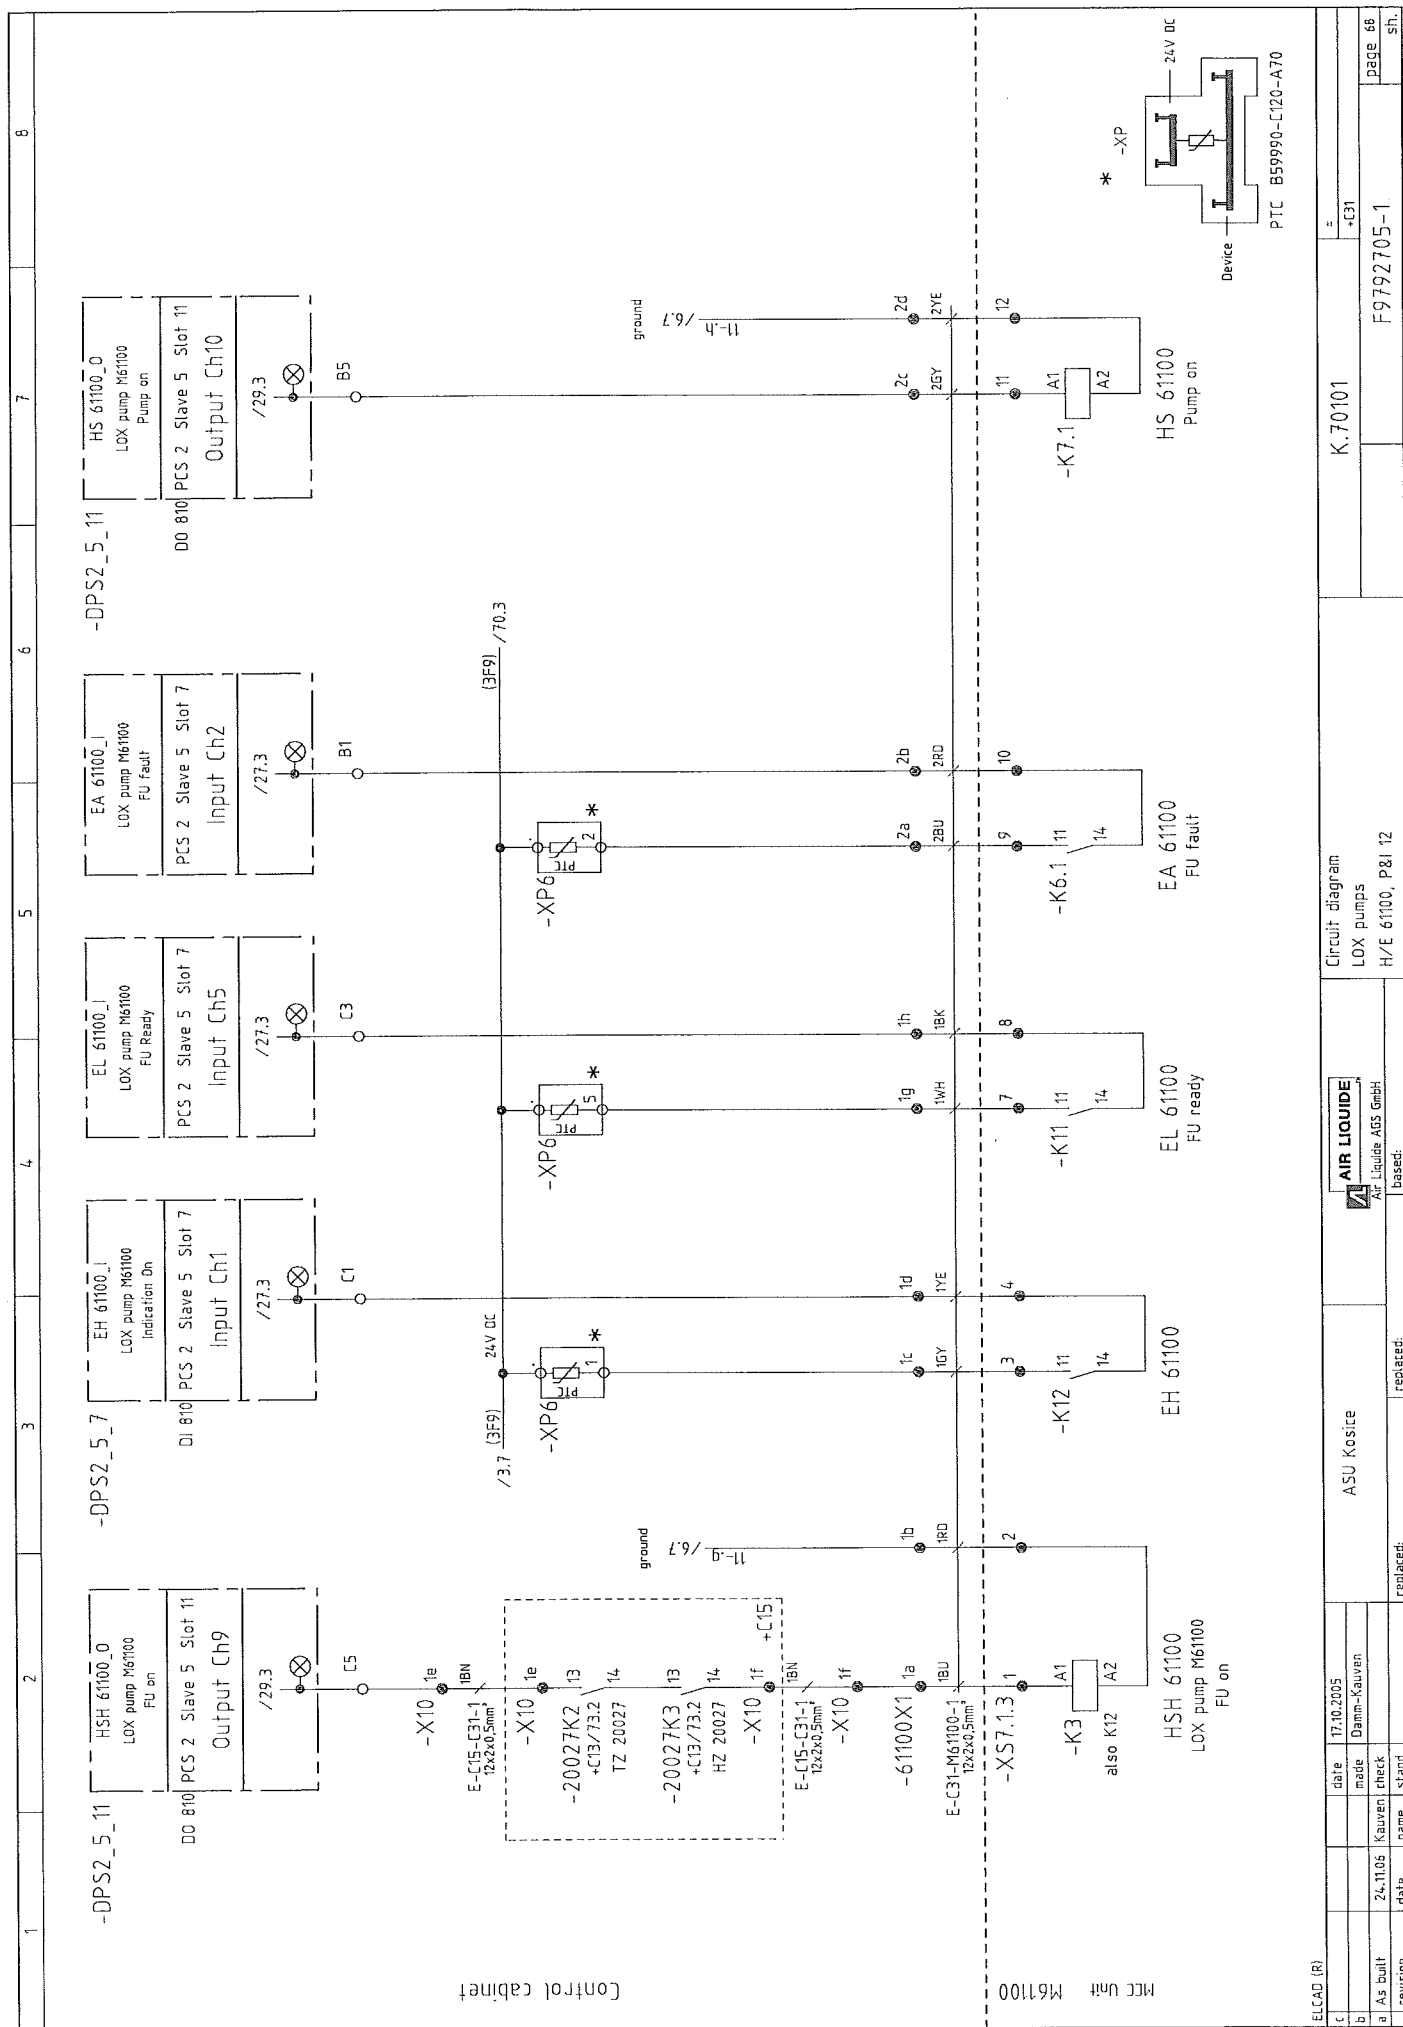 1 2 3 4 5 6 7 8
-DPS2_5_11
HSH 61100_O
LOX pump M61100
FU on
DO 810 PCS 2 Slave 5 Slot 11
Output Ch9
/29.3
C5
-DPS2_5_7
EH 61100_I
LOX pump M61100
Indication On
DI 810 PCS 2 Slave 5 Slot 7
Input Ch1
/27.3
C1
EL 61100_I
LOX pump M61100
FU Ready
PCS 2 Slave 5 Slot 7
Input Ch5
/27.3
C3
EA 61100_I
LOX pump M61100
FU fault
PCS 2 Slave 5 Slot 7
Input Ch2
/27.3
B1
-DPS2_5_11
HS 61100_O
LOX pump M61100
Pump on
DO 810 PCS 2 Slave 5 Slot 11
Output Ch10
/29.3
B5
Control cabinet
-X10 1e
1BN
E-C15-C31-1
12x2x0,5mm²
-X10 1e
-20027K2 13
+C13/73.2 14
TZ 20027
-20027K3 13
+C13/73.2 14
HZ 20027
-X10 1f
+C15
1BN
E-C15-C31-1
12x2x0,5mm²
-X10 1f
-61100X1 1a
1BU
E-C31-M61100-1
12x2x0,5mm²
ground
/6.7
11-.g
1b
1RD
/3.7 (3F9) 24V DC
(3F9) /70.3
-XP6 PTC 1 *
1c 1d
1GY 1YE
-XP6 PTC 5 *
1g 1h
1WH 1BK
-XP6 PTC 2 *
2a 2b
2BU 2RD
ground
/6.7
11-.h
2c 2d
2GY 2YE
MCC Unit M61100
-XS7.1.3 1 2
-K3 A1
A2
also K12
HSH 61100
LOX pump M61100
FU on
3 4
-K12 11
14
EH 61100
7 8
-K11 11
14
EL 61100
FU ready
9 10
-K6.1 11
14
EA 61100
FU fault
11 12
-K7.1 A1
A2
HS 61100
Pump on
* -XP
24V DC
Device
PTC B59990-C120-A70
ELCAD (R)
c
b
a As built 24.11.06 Kauven
revision date name
date 17.10.2005
made Damm-Kauven
check
stand
ASU Kosice
replaced:
replaced:
AIR LIQUIDE
Air Liquide AGS GmbH
based:
Circuit diagram
LOX pumps
H/E 61100, P&I 12
K.70101
=
+C31
F9792705-1
page 68
sh.